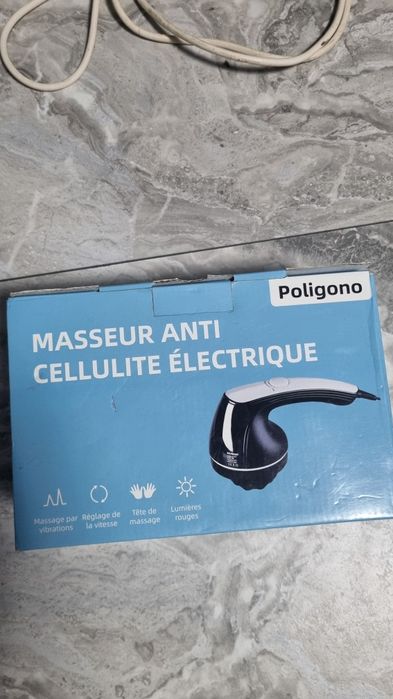 Poligono
MASSEUR ANTI
CELLULITE ÉLECTRIQUE
Massage par
vibrations
Réglage de
la vitesse
Tête de
massage
Lumières
rouges